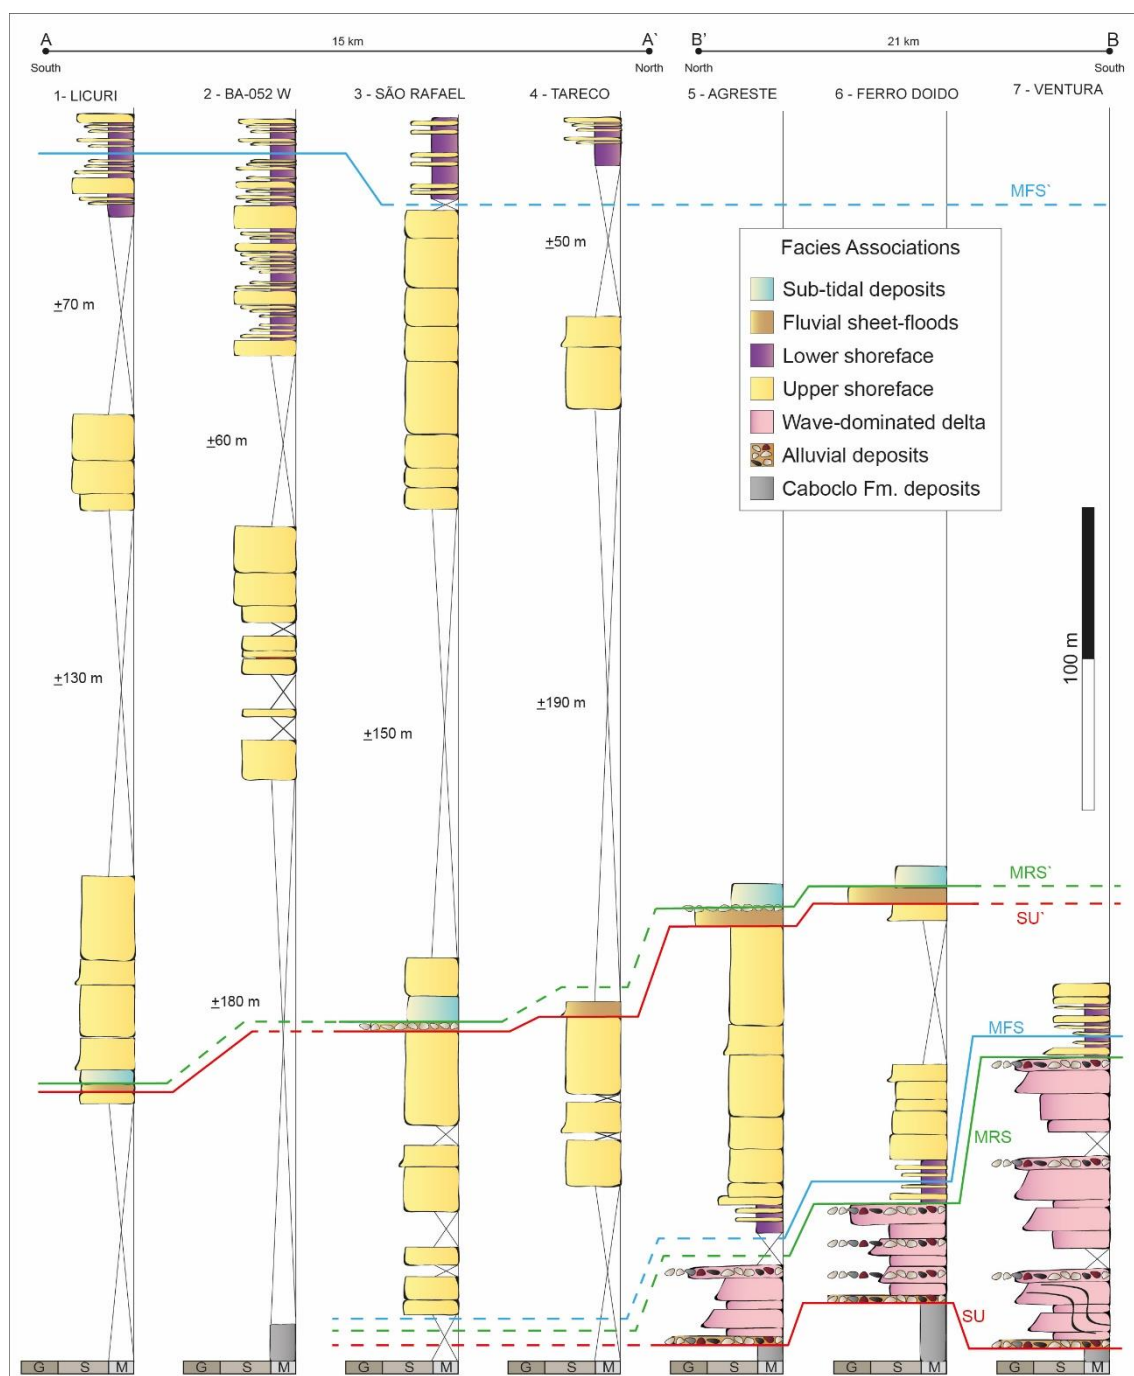 A 15 km A` B' 21 km B
South North North South
1- LICURI 2 - BA-052 W 3 - SÃO RAFAEL 4 - TARECO 5 - AGRESTE 6 - FERRO DOIDO 7 - VENTURA
MFS`
±50 m
Facies Associations
Sub-tidal deposits
Fluvial sheet-floods
Lower shoreface
Upper shoreface
Wave-dominated delta
Alluvial deposits
Caboclo Fm. deposits
±70 m
±60 m
±130 m
±190 m
±150 m
100 m
MRS`
SU`
±180 m
MFS
MRS
SU
G S M G S M G S M G S M G S M G S M G S M